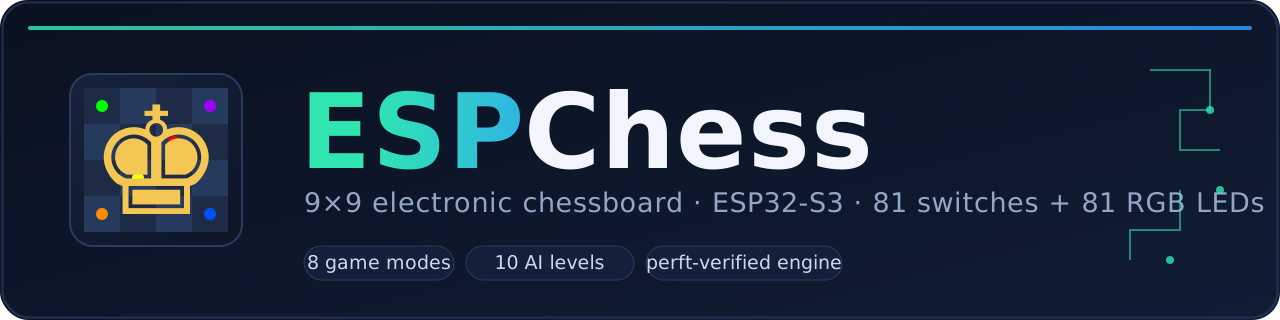 ESPChess
9×9 electronic chessboard · ESP32-S3 · 81 switches + 81 RGB LEDs
8 game modes
10 AI levels
perft-verified engine